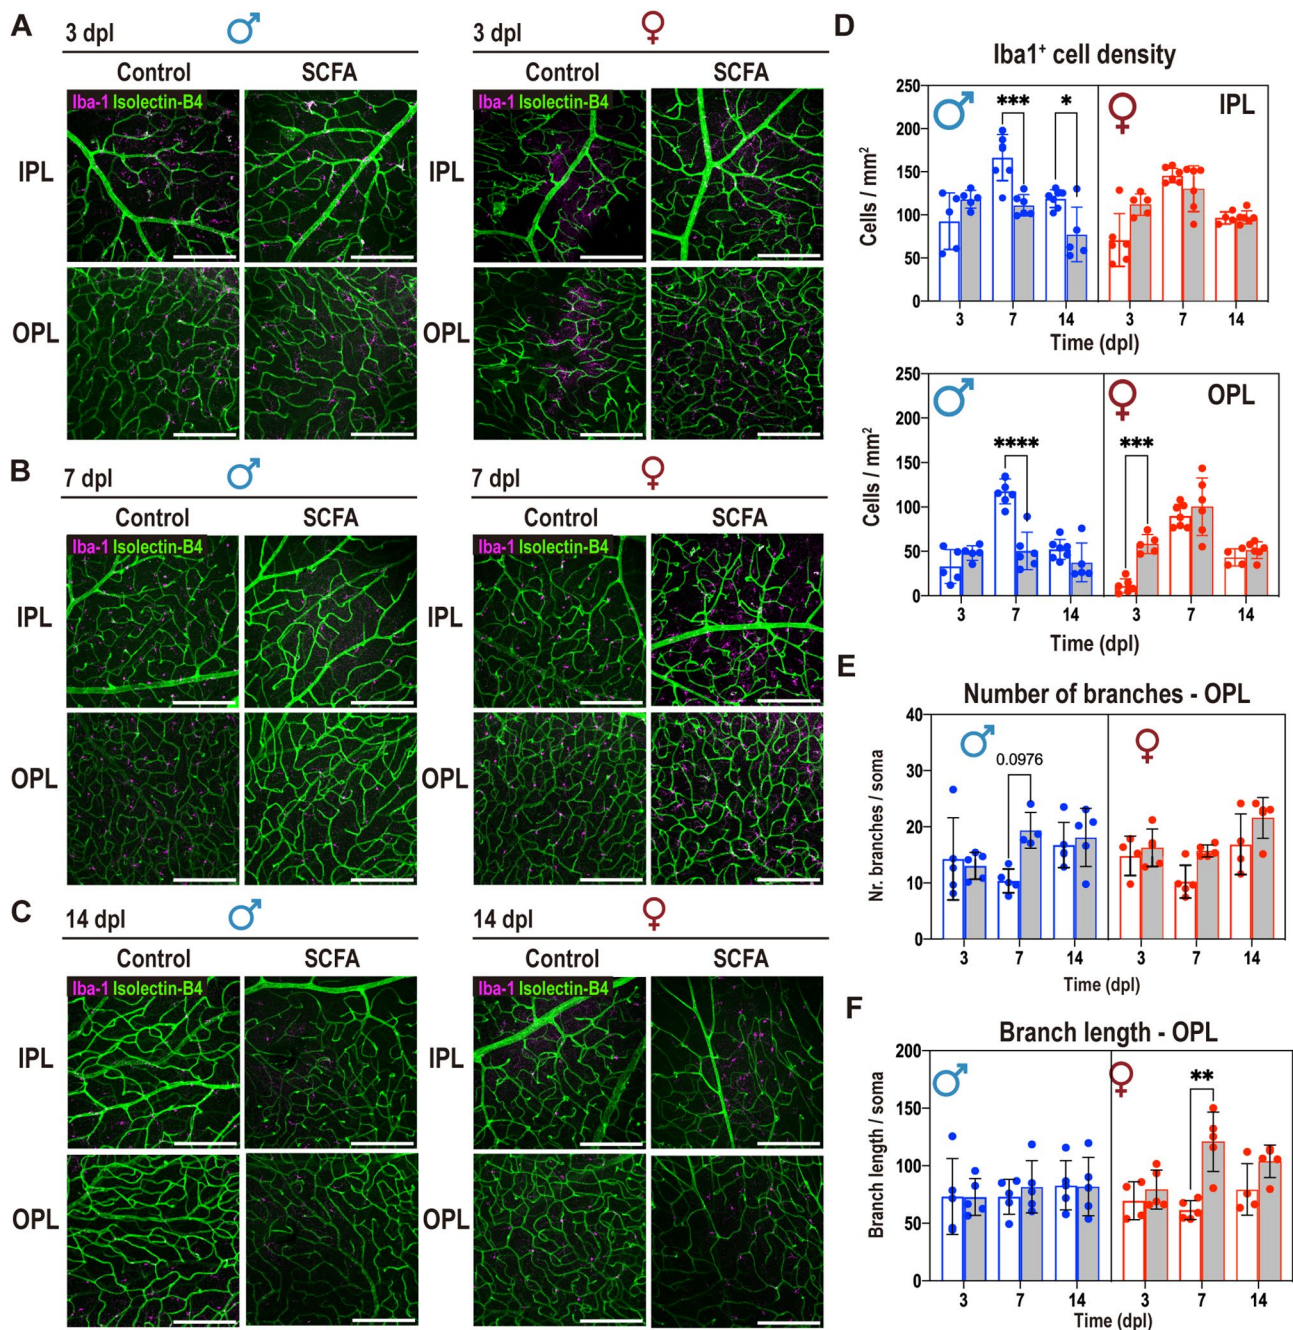 A
3 dpl ♂
Control SCFA
Iba-1 Isolectin-B4
IPL
OPL
3 dpl ♀
Control SCFA
Iba-1 Isolectin-B4
IPL
OPL
B
7 dpl ♂
Control SCFA
Iba-1 Isolectin-B4
IPL
OPL
7 dpl ♀
Control SCFA
Iba-1 Isolectin-B4
IPL
OPL
C
14 dpl ♂
Control SCFA
Iba-1 Isolectin-B4
IPL
OPL
14 dpl ♀
Control SCFA
Iba-1 Isolectin-B4
IPL
OPL
D
Iba1⁺ cell density
♂ *** * ♀ IPL
250
200
150
100
50
0
Cells / mm²
3 7 14 3 7 14
Time (dpl)
♂ **** ♀ *** OPL
250
200
150
100
50
0
Cells / mm²
3 7 14 3 7 14
Time (dpl)
E
Number of branches - OPL
♂ 0.0976 ♀
40
30
20
10
0
Nr. branches / soma
3 7 14 3 7 14
Time (dpl)
F
Branch length - OPL
♂ ♀ **
200
150
100
50
0
Branch length / soma
3 7 14 3 7 14
Time (dpl)